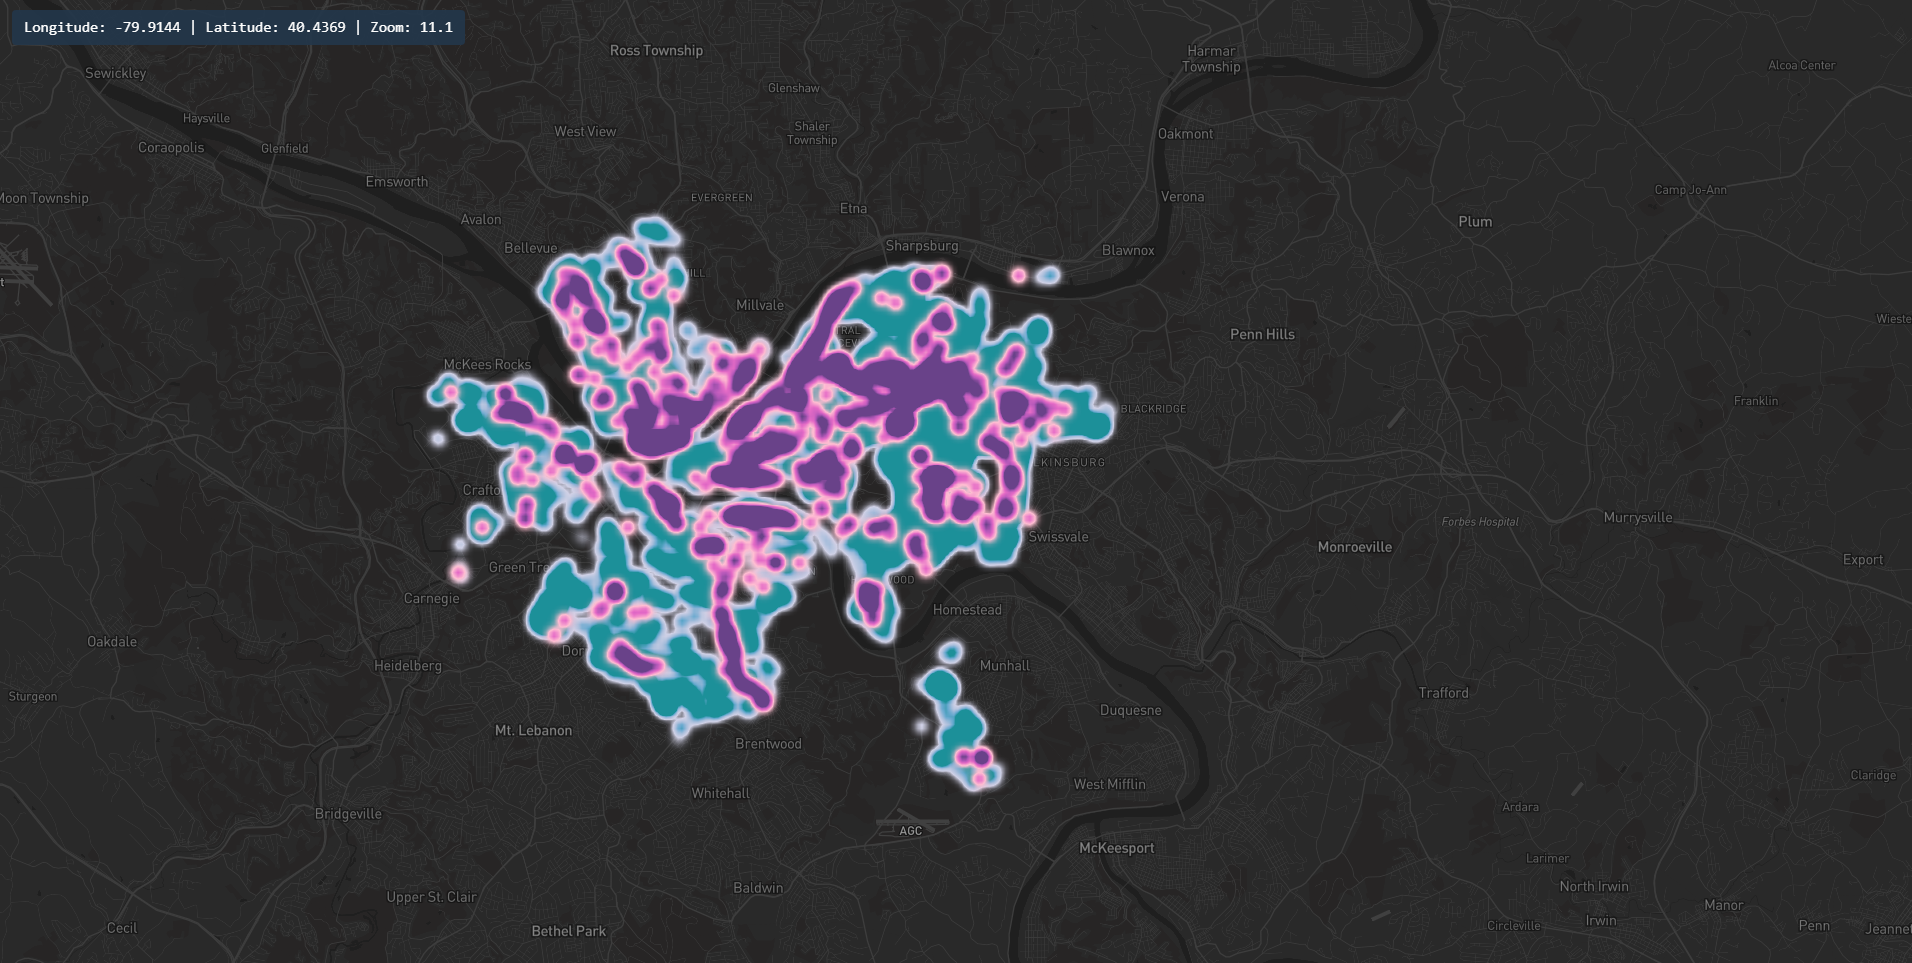 Longitude: -79.9144 | Latitude: 40.4369 | Zoom: 11.1
Ross Township
Harmar
Township
Alcoa Center
Sewickley
Glenshaw
Haysville
Shaler
Township
West View
Oakmont
Coraopolis
Glenfield
Emsworth
Moon Township
EVERGREEN
Verona
Camp Jo-Ann
Etna
Avalon
Plum
Bellevue
Sharpsburg
Blawnox
Millvale
Penn Hills
McKees Rocks
Franklin
BLACKRIDGE
LKINSBURG
Crafto
Forbes Hospital
Murrysville
Swissvale
Monroeville
Export
Green Tre
Carnegie
Homestead
Oakdale
Dor
Heidelberg
Munhall
Sturgeon
Trafford
Duquesne
Mt. Lebanon
Brentwood
Claridge
West Mifflin
Whitehall
Ardara
Bridgeville
AGC
McKeesport
Larimer
Baldwin
North Irwin
Upper St. Clair
Manor
Cecil
Bethel Park
Circleville
Irwin
Penn